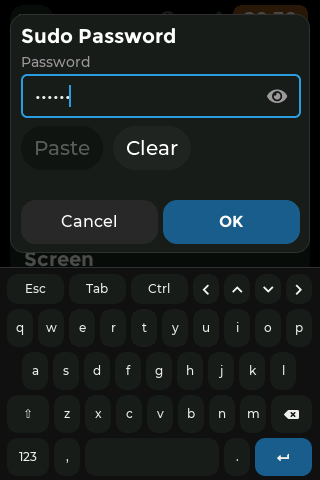 Sudo Password
Password
••••••
Paste Clear
Cancel OK
Screen
Esc Tab Ctrl
q w e r t y u i o p
a s d f g h j k l
z x c v b n m
123 , .